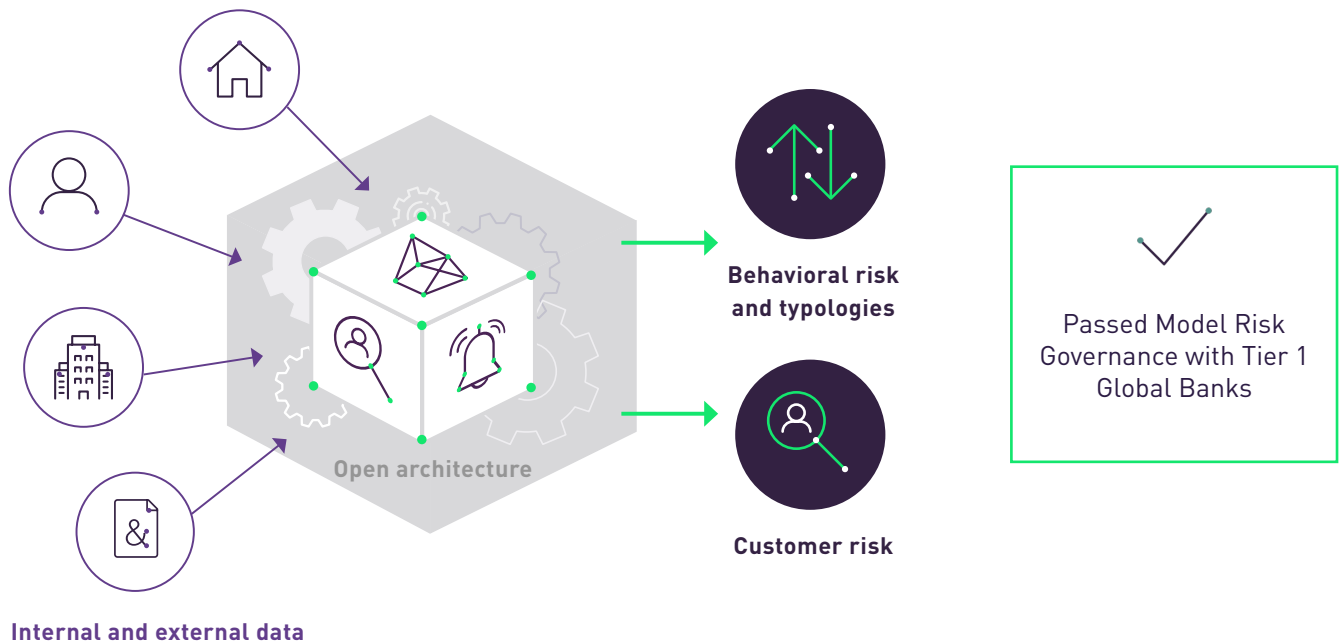 Open architecture
Internal and external data
Behavioral risk
and typologies
Customer risk
Passed Model Risk
Governance with Tier 1
Global Banks
&